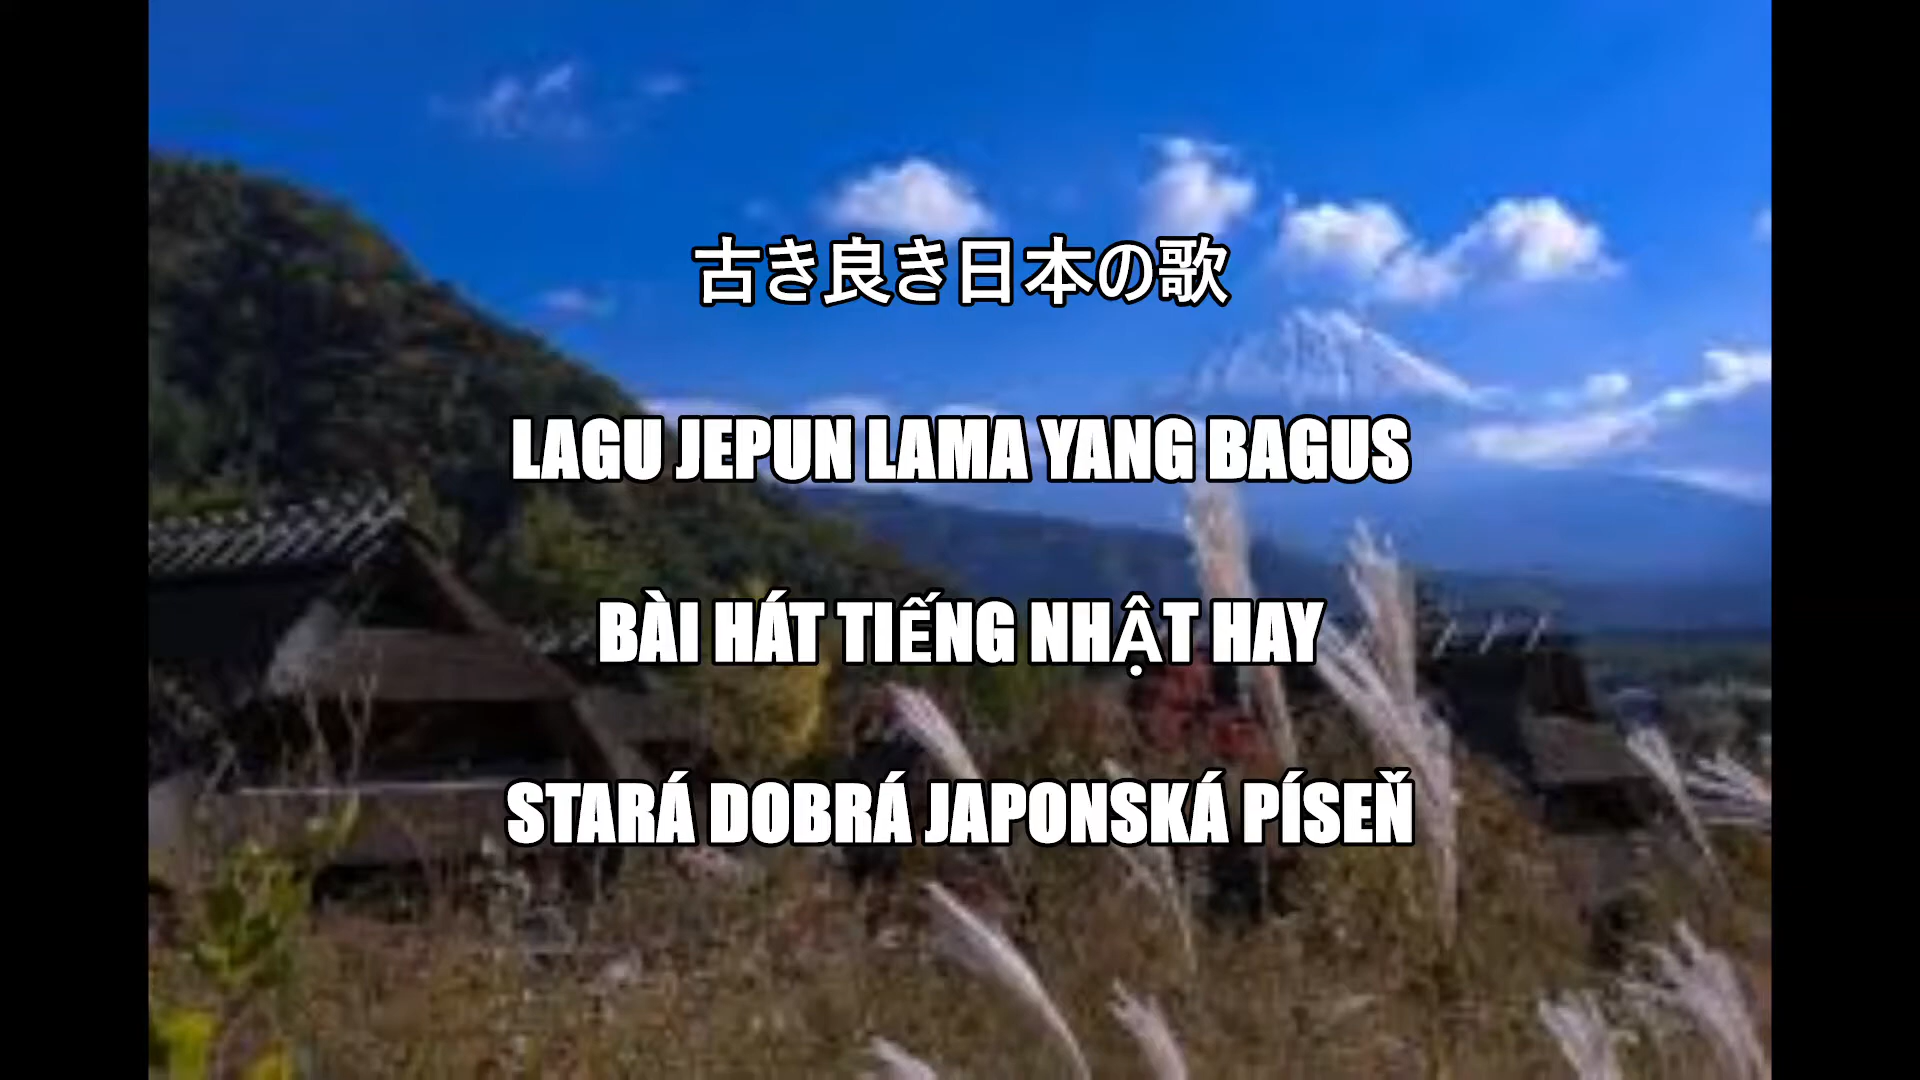 古き良き日本の歌
LAGU JEPUN LAMA YANG BAGUS
BÀI HÁT TIẾNG NHẬT HAY
STARÁ DOBRÁ JAPONSKÁ PÍSEŇ